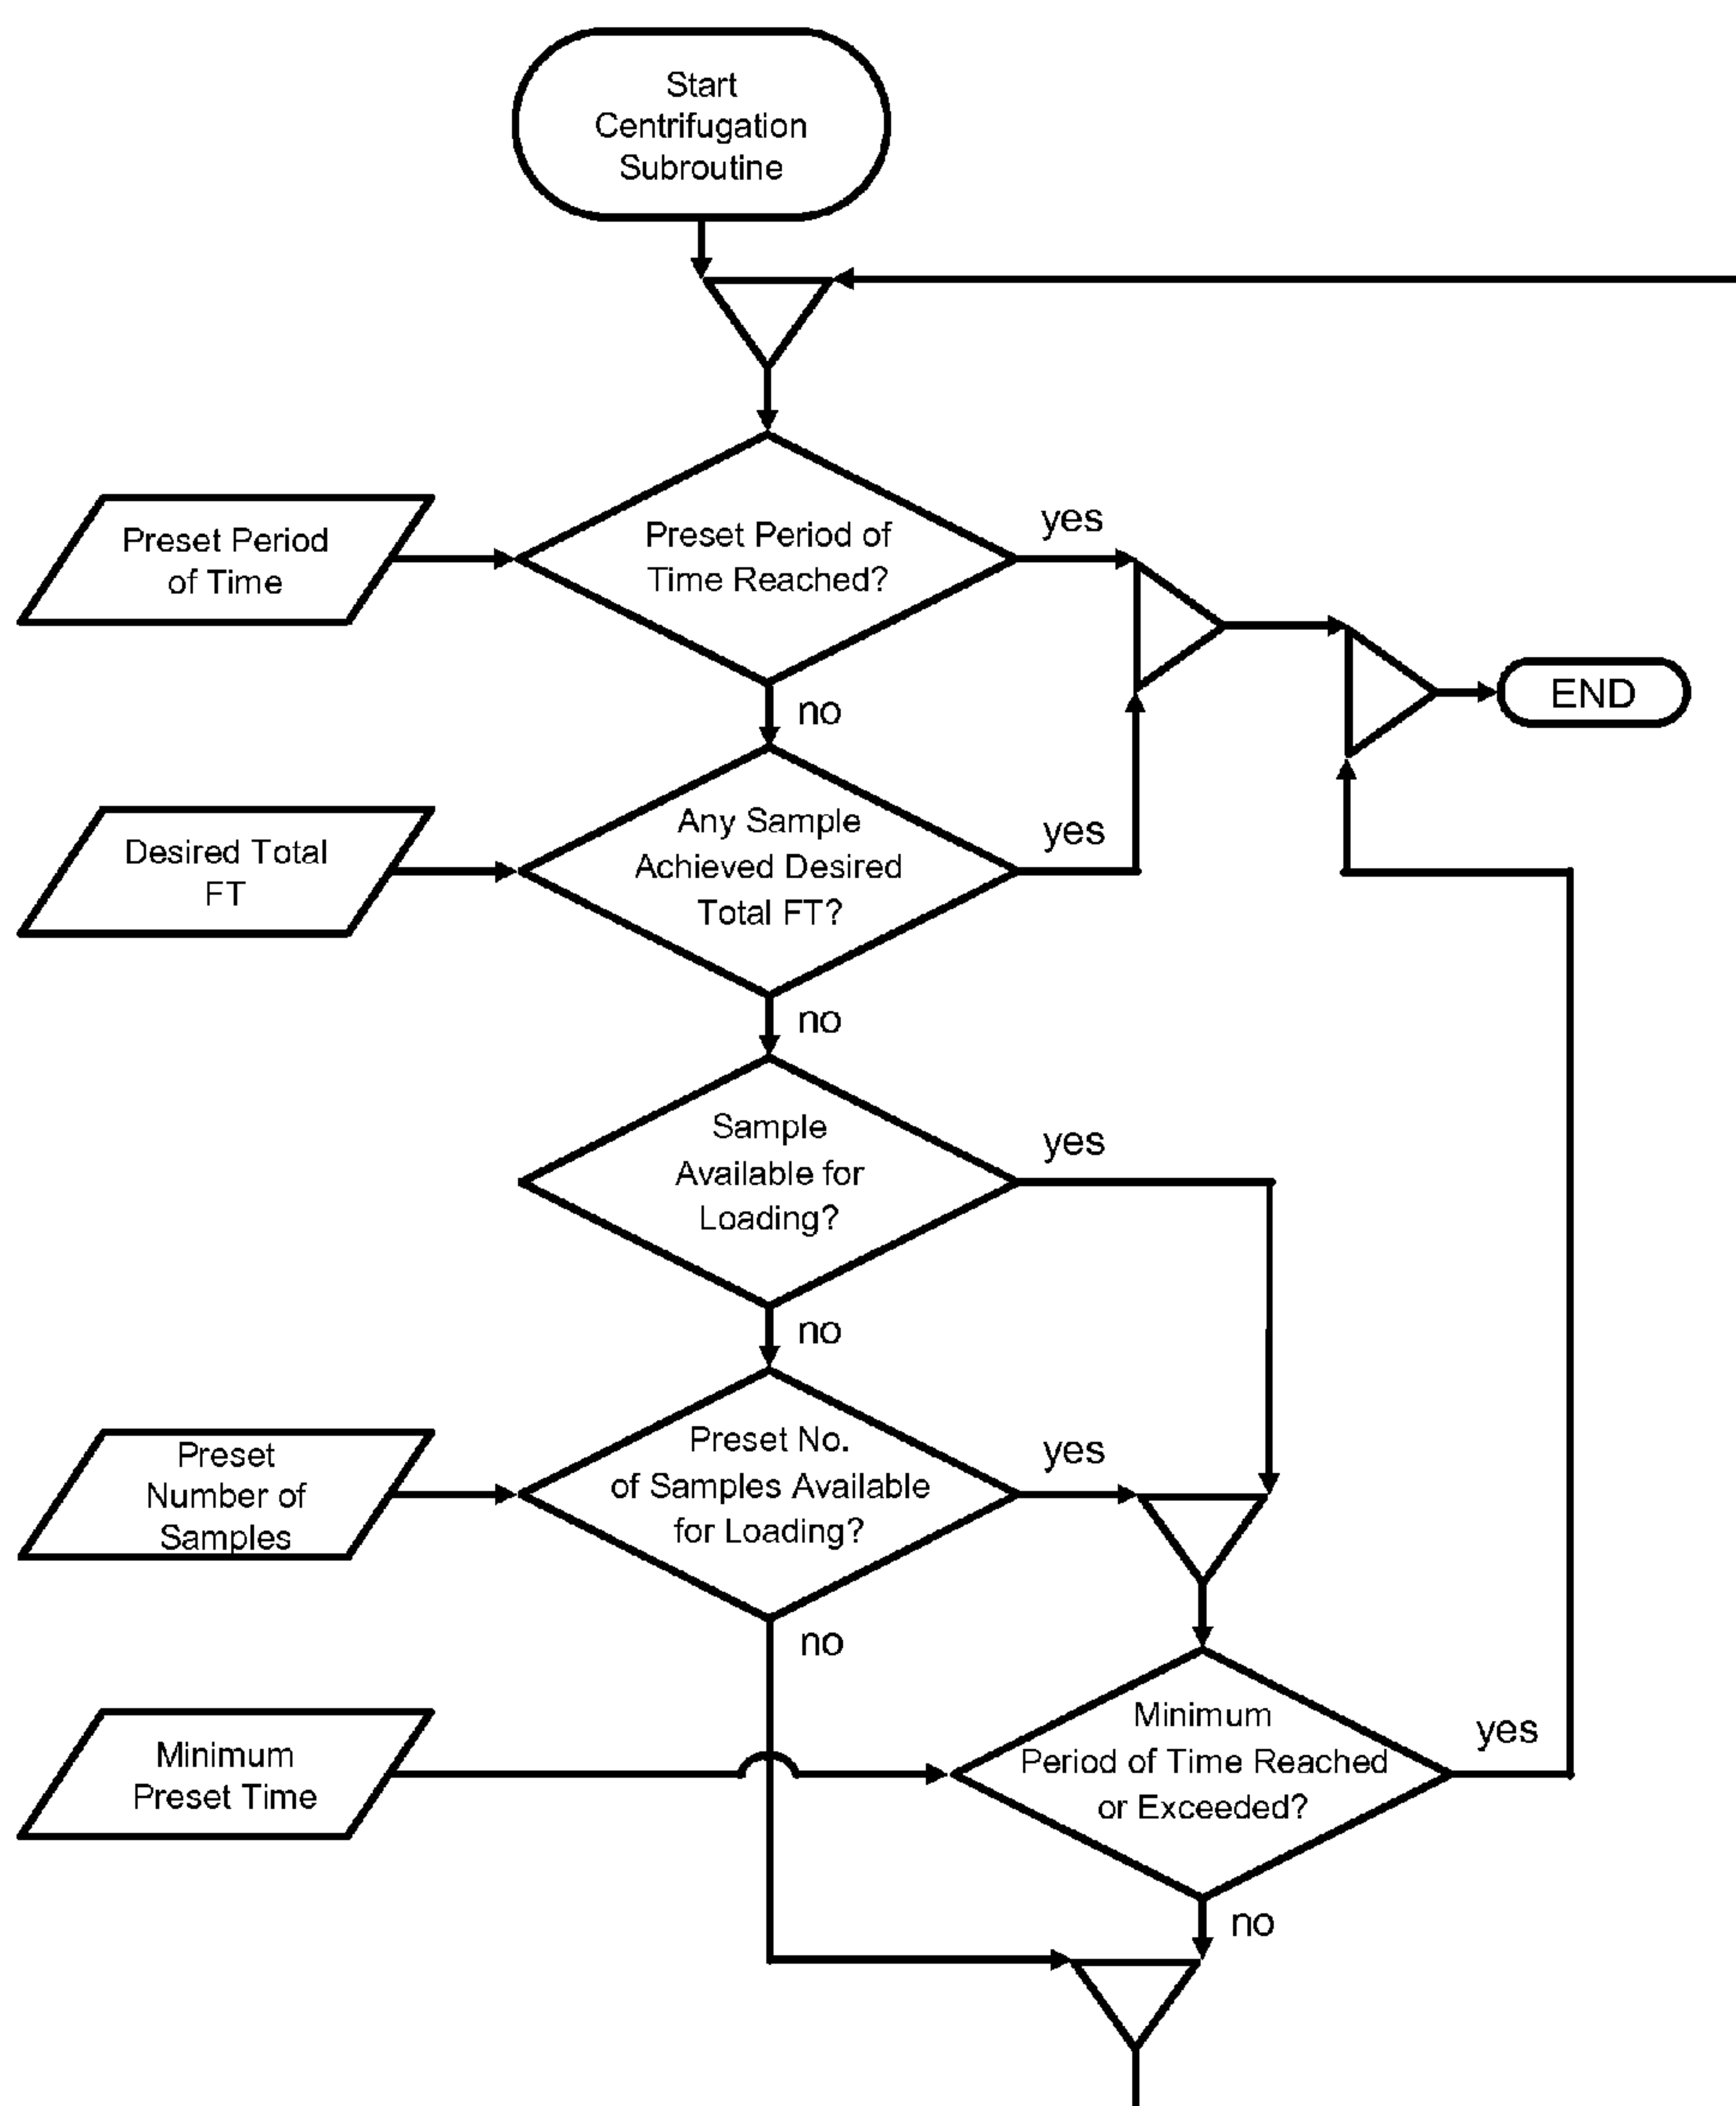 Start
Centrifugation
Subroutine
Preset Period
of Time
Preset Period of
Time Reached?
yes
no
END
Desired Total
FT
Any Sample
Achieved Desired
Total FT?
yes
no
Sample
Available for
Loading?
yes
no
Preset
Number of
Samples
Preset No.
of Samples Available
for Loading?
yes
no
Minimum
Preset Time
Minimum
Period of Time Reached
or Exceeded?
yes
no